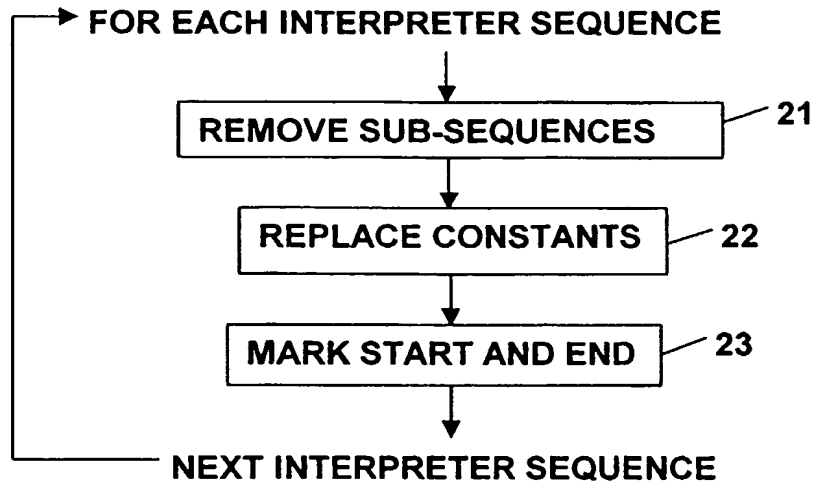 FOR EACH INTERPRETER SEQUENCE
REMOVE SUB-SEQUENCES 21
REPLACE CONSTANTS 22
MARK START AND END 23
NEXT INTERPRETER SEQUENCE